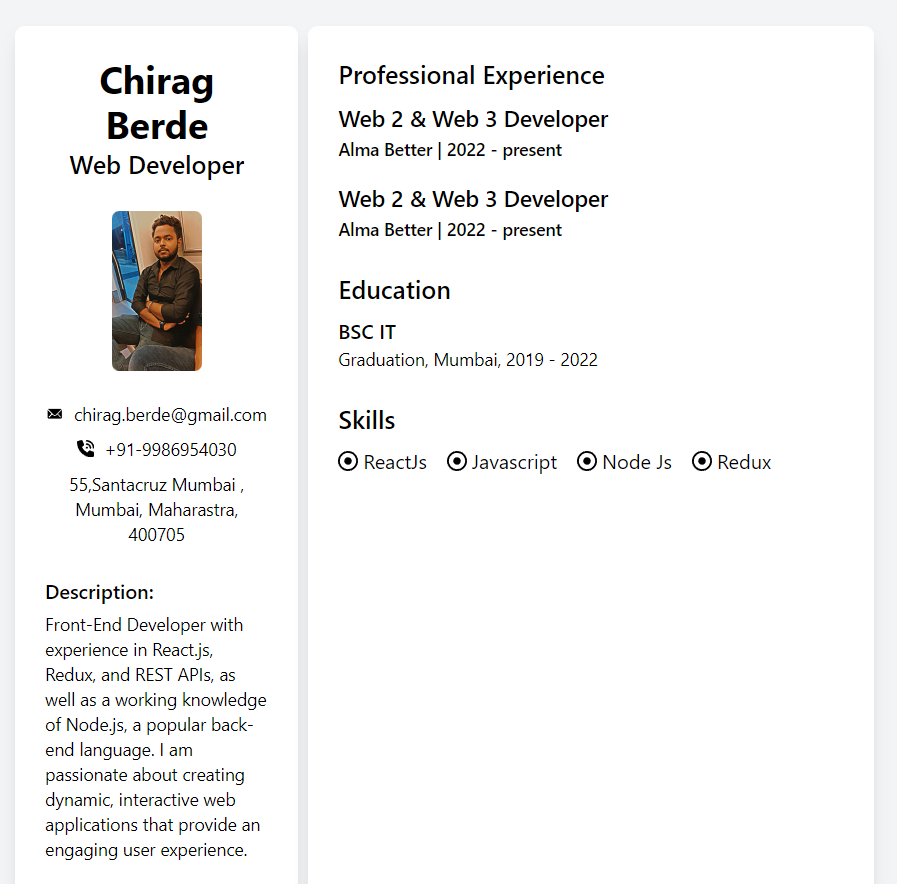 Chirag
Berde
Web Developer
chirag.berde@gmail.com
+91-9986954030
55,Santacruz Mumbai ,
Mumbai, Maharastra,
400705
Description:
Front-End Developer with
experience in React.js,
Redux, and REST APIs, as
well as a working knowledge
of Node.js, a popular back-
end language. I am
passionate about creating
dynamic, interactive web
applications that provide an
engaging user experience.
Professional Experience
Web 2 & Web 3 Developer
Alma Better | 2022 - present
Web 2 & Web 3 Developer
Alma Better | 2022 - present
Education
BSC IT
Graduation, Mumbai, 2019 - 2022
Skills
ReactJs Javascript Node Js Redux